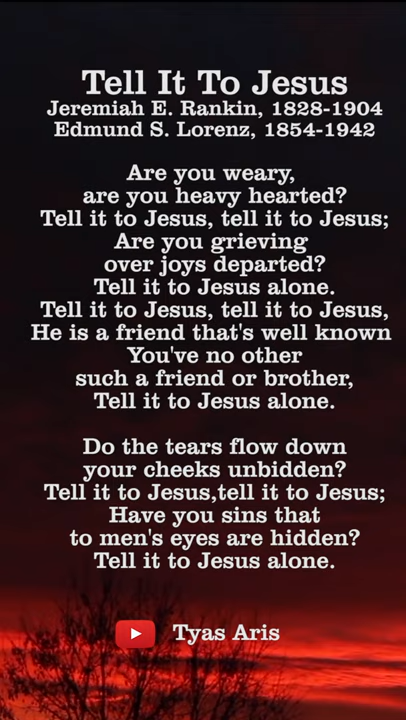 Tell It To Jesus
Jeremiah E. Rankin, 1828-1904
Edmund S. Lorenz, 1854-1942
Are you weary,
are you heavy hearted?
Tell it to Jesus, tell it to Jesus;
Are you grieving
over joys departed?
Tell it to Jesus alone.
Tell it to Jesus, tell it to Jesus,
He is a friend that's well known
You've no other
such a friend or brother,
Tell it to Jesus alone.
Do the tears flow down
your cheeks unbidden?
Tell it to Jesus,tell it to Jesus;
Have you sins that
to men's eyes are hidden?
Tell it to Jesus alone.
Tyas Aris